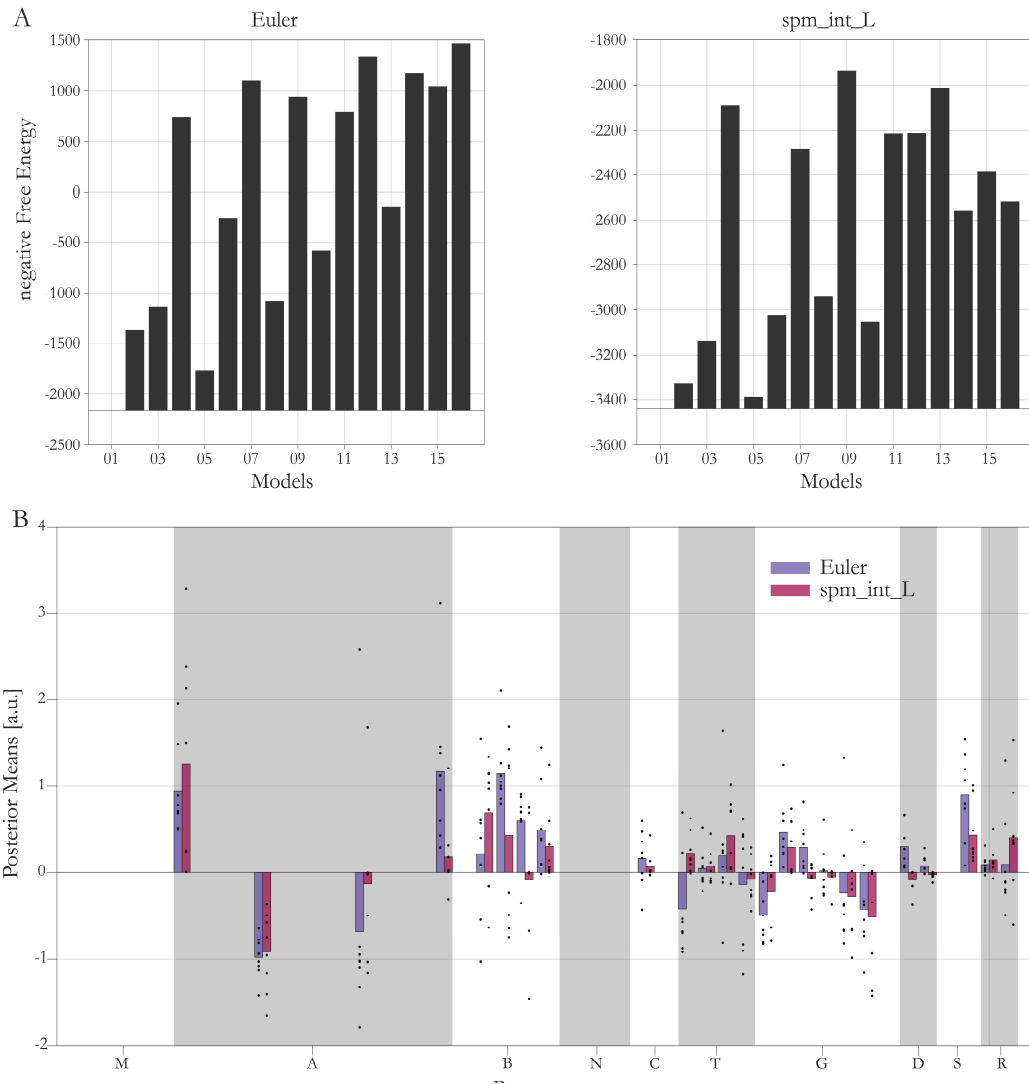 A
Euler
spm_int_L
negative Free Energy
1500
1000
500
0
-500
1000
-1500
-2000
-2500
01 03 05 07 09 11 13 15
Models
-1800
-2000
-2200
-2400
-2600
-2800
-3000
-3200
-3400
-3600
01 03 05 07 09 11 13 15
Models
B
Posterior Means [a.u.]
4
3
2
1
0
-1
-2
Euler
spm_int_L
M A B N C T G D S R